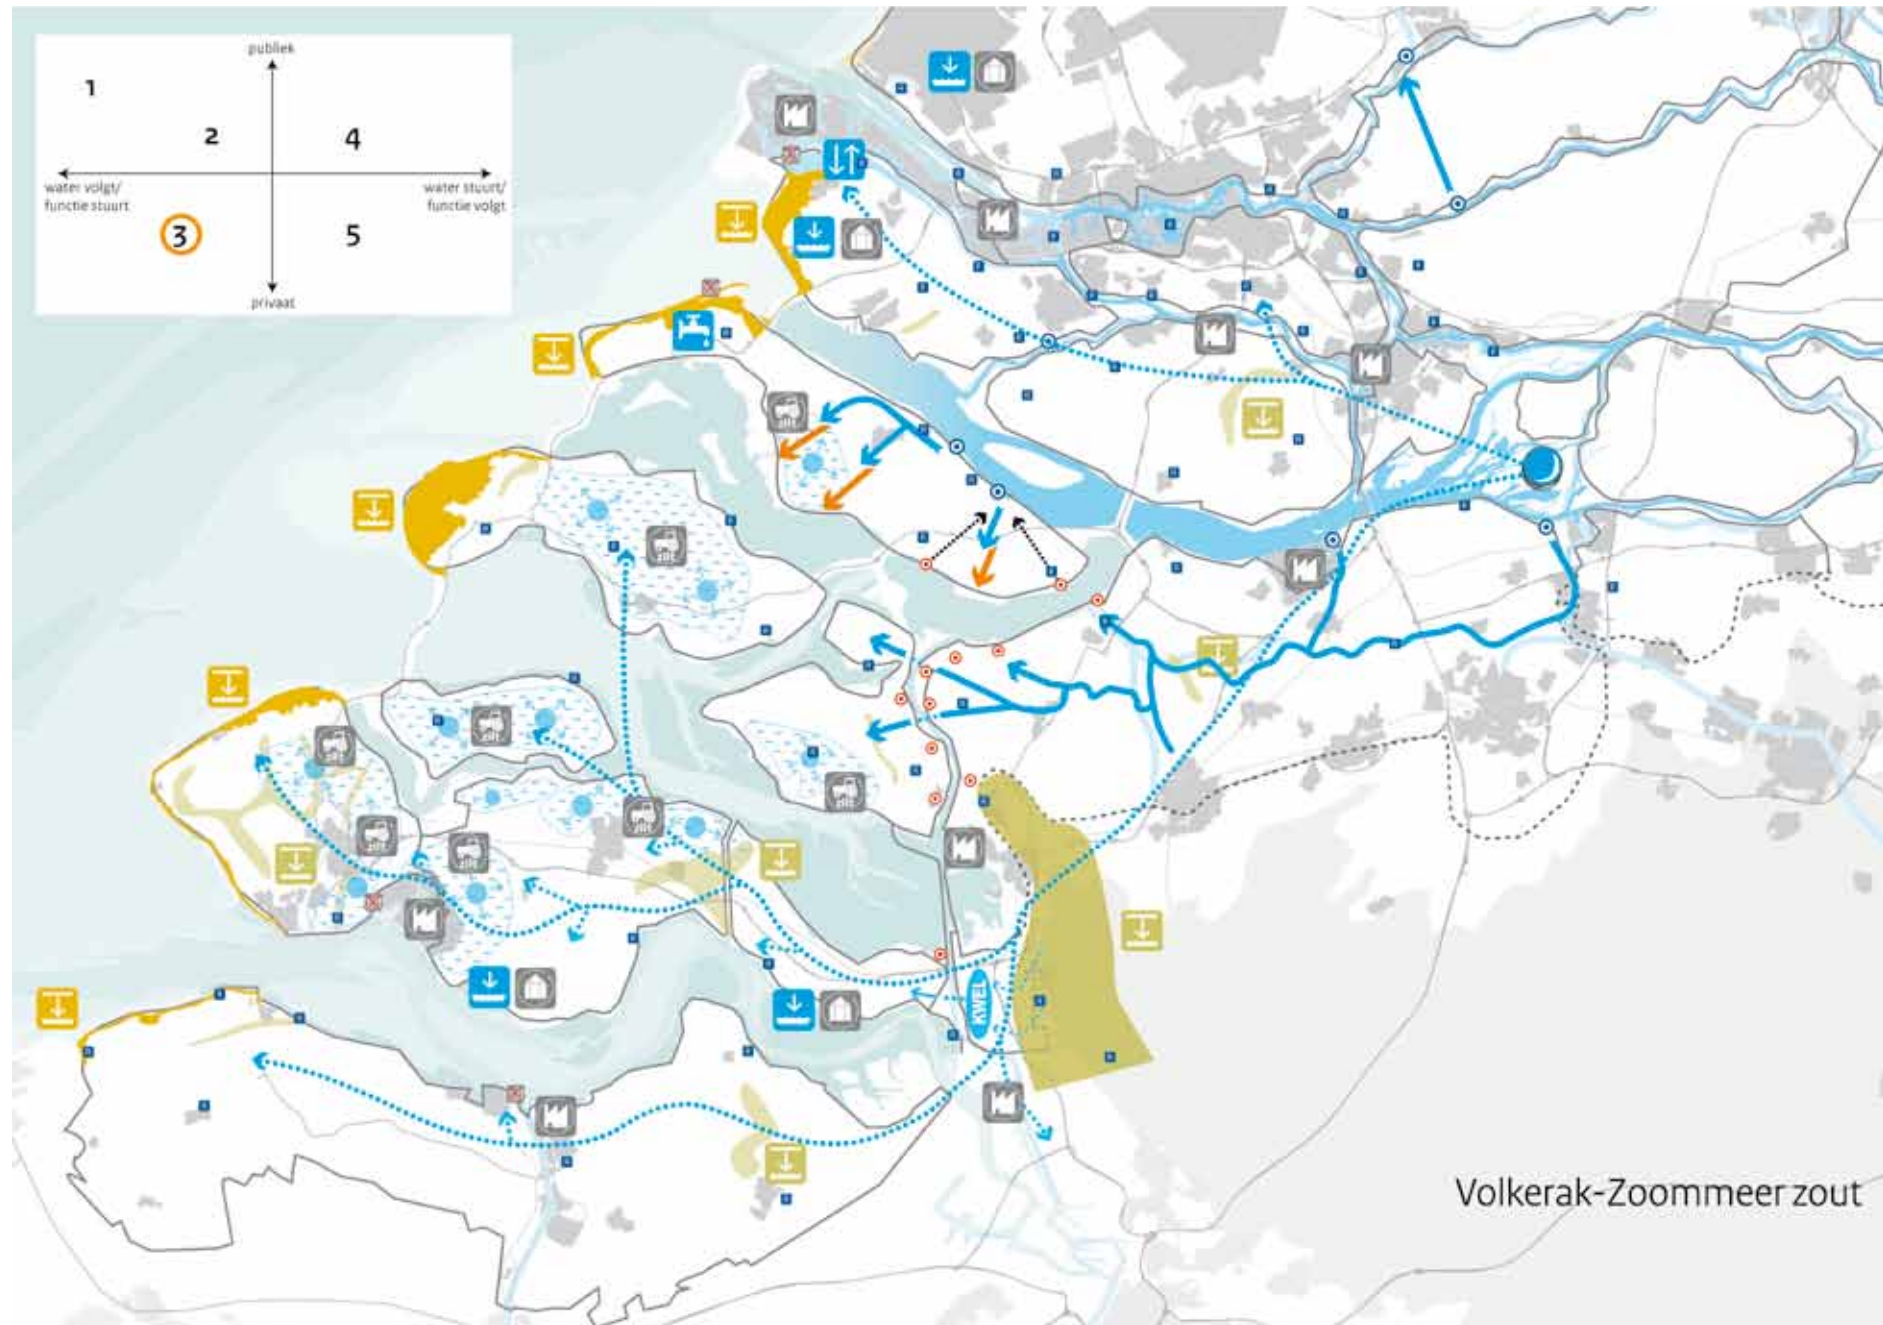 publiek
1
2
4
water volgt/
functie stuurt
water stuurt/
functie volgt
3
5
privaat
zilt
zilt
zilt
zilt
zilt
zilt
zilt
zilt
KWEL
Volkerak-Zoommeer zout